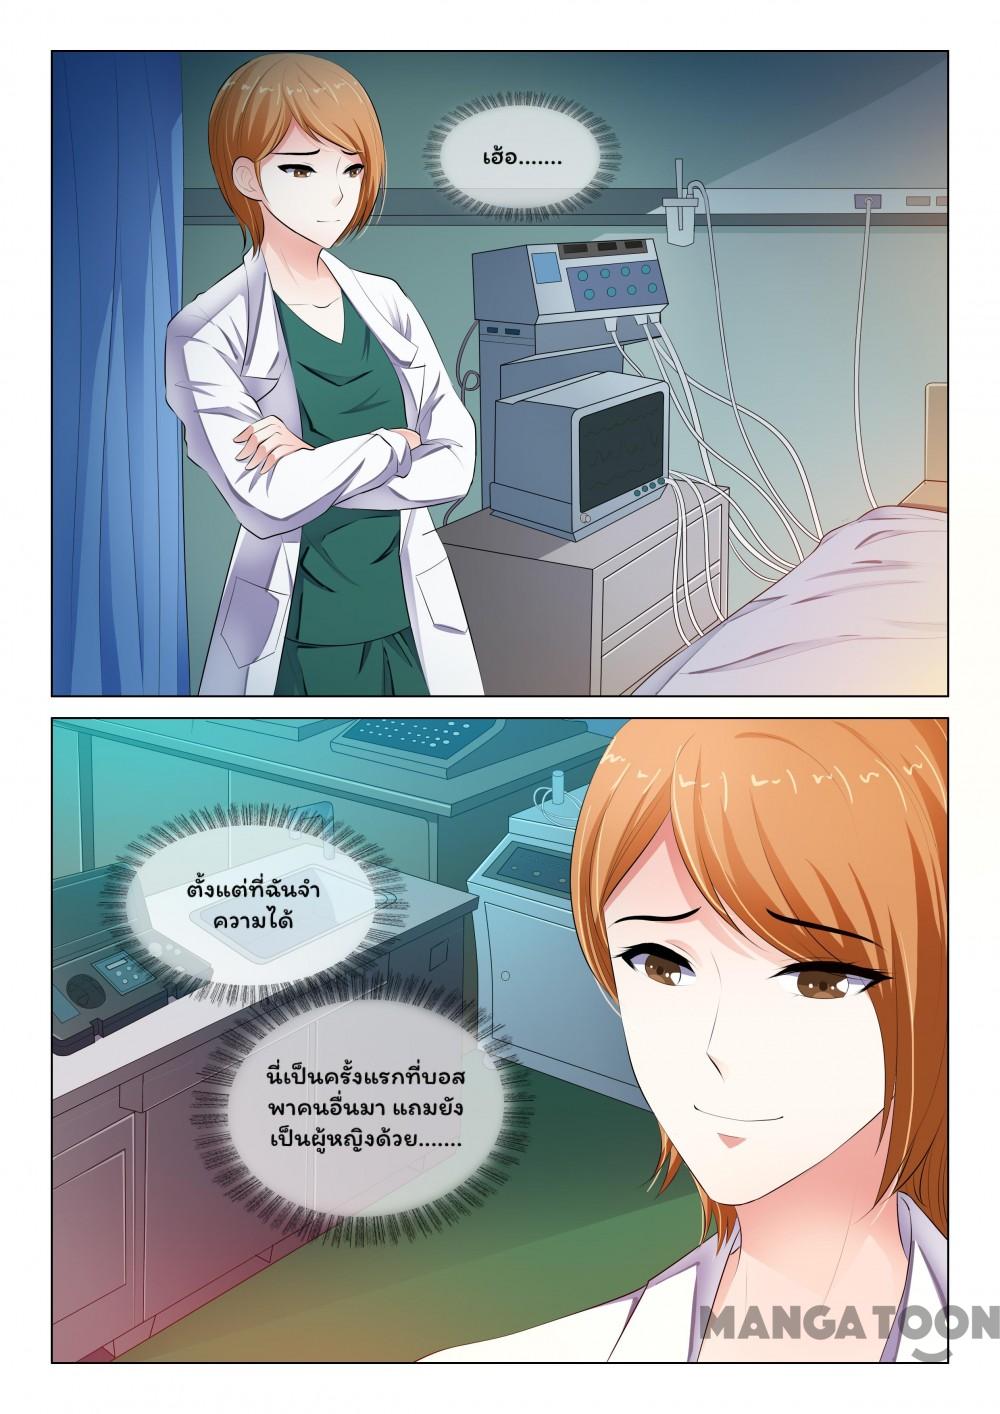 เฮ้อ.......
ตั้งแต่ที่ฉันจำ
ความได้
นี่เป็นครั้งแรกที่บอส
พาคนอื่นมา แถมยัง
เป็นผู้หญิงด้วย.......
MANGATOON